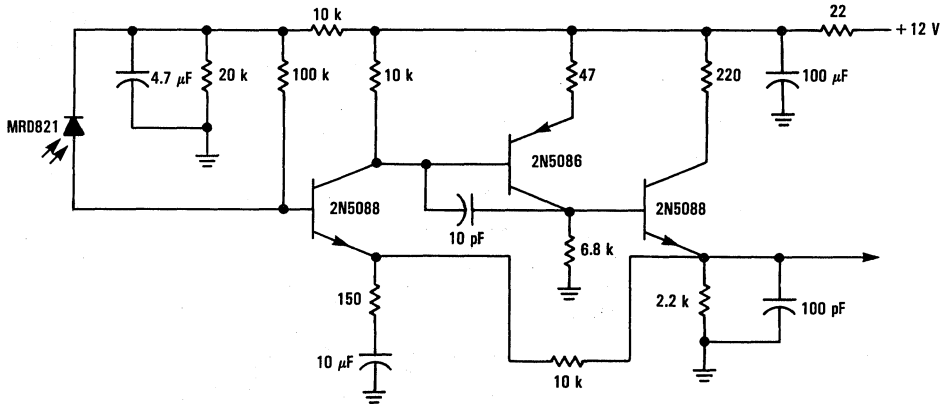 10 k
22
+12 V
4.7 µF
20 k
100 k
10 k
47
220
100 µF
MRD821
2N5086
2N5088
2N5088
10 pF
6.8 k
150
2.2 k
100 pF
10 µF
10 k